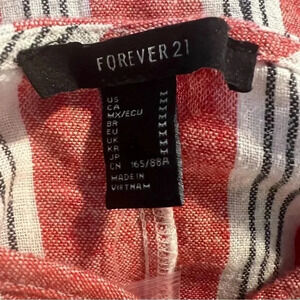 FOREVER 21
US M
CA M
MX/ECU M
BR M
EU M
UK M
KR M
JP M
CN 165/88A
MADE IN
VIETNAM